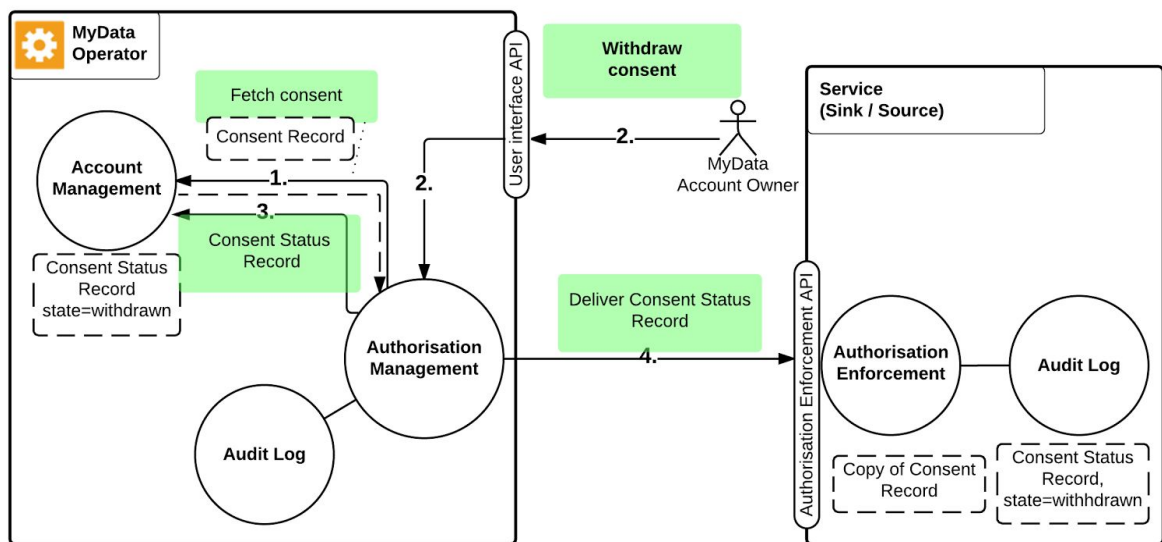 MyData
Operator
Withdraw
consent
User interface API
Service
(Sink / Source)
Fetch consent
Consent Record
2.
MyData
Account Owner
Account
Management
1.
2.
3.
Consent Status
Record
Consent Status
Record
state=withdrawn
Deliver Consent Status
Record
4.
Authorisation Enforcement API
Authorisation
Management
Authorisation
Enforcement
Audit Log
Audit Log
Copy of Consent
Record
Consent Status
Record,
state=withhdrawn